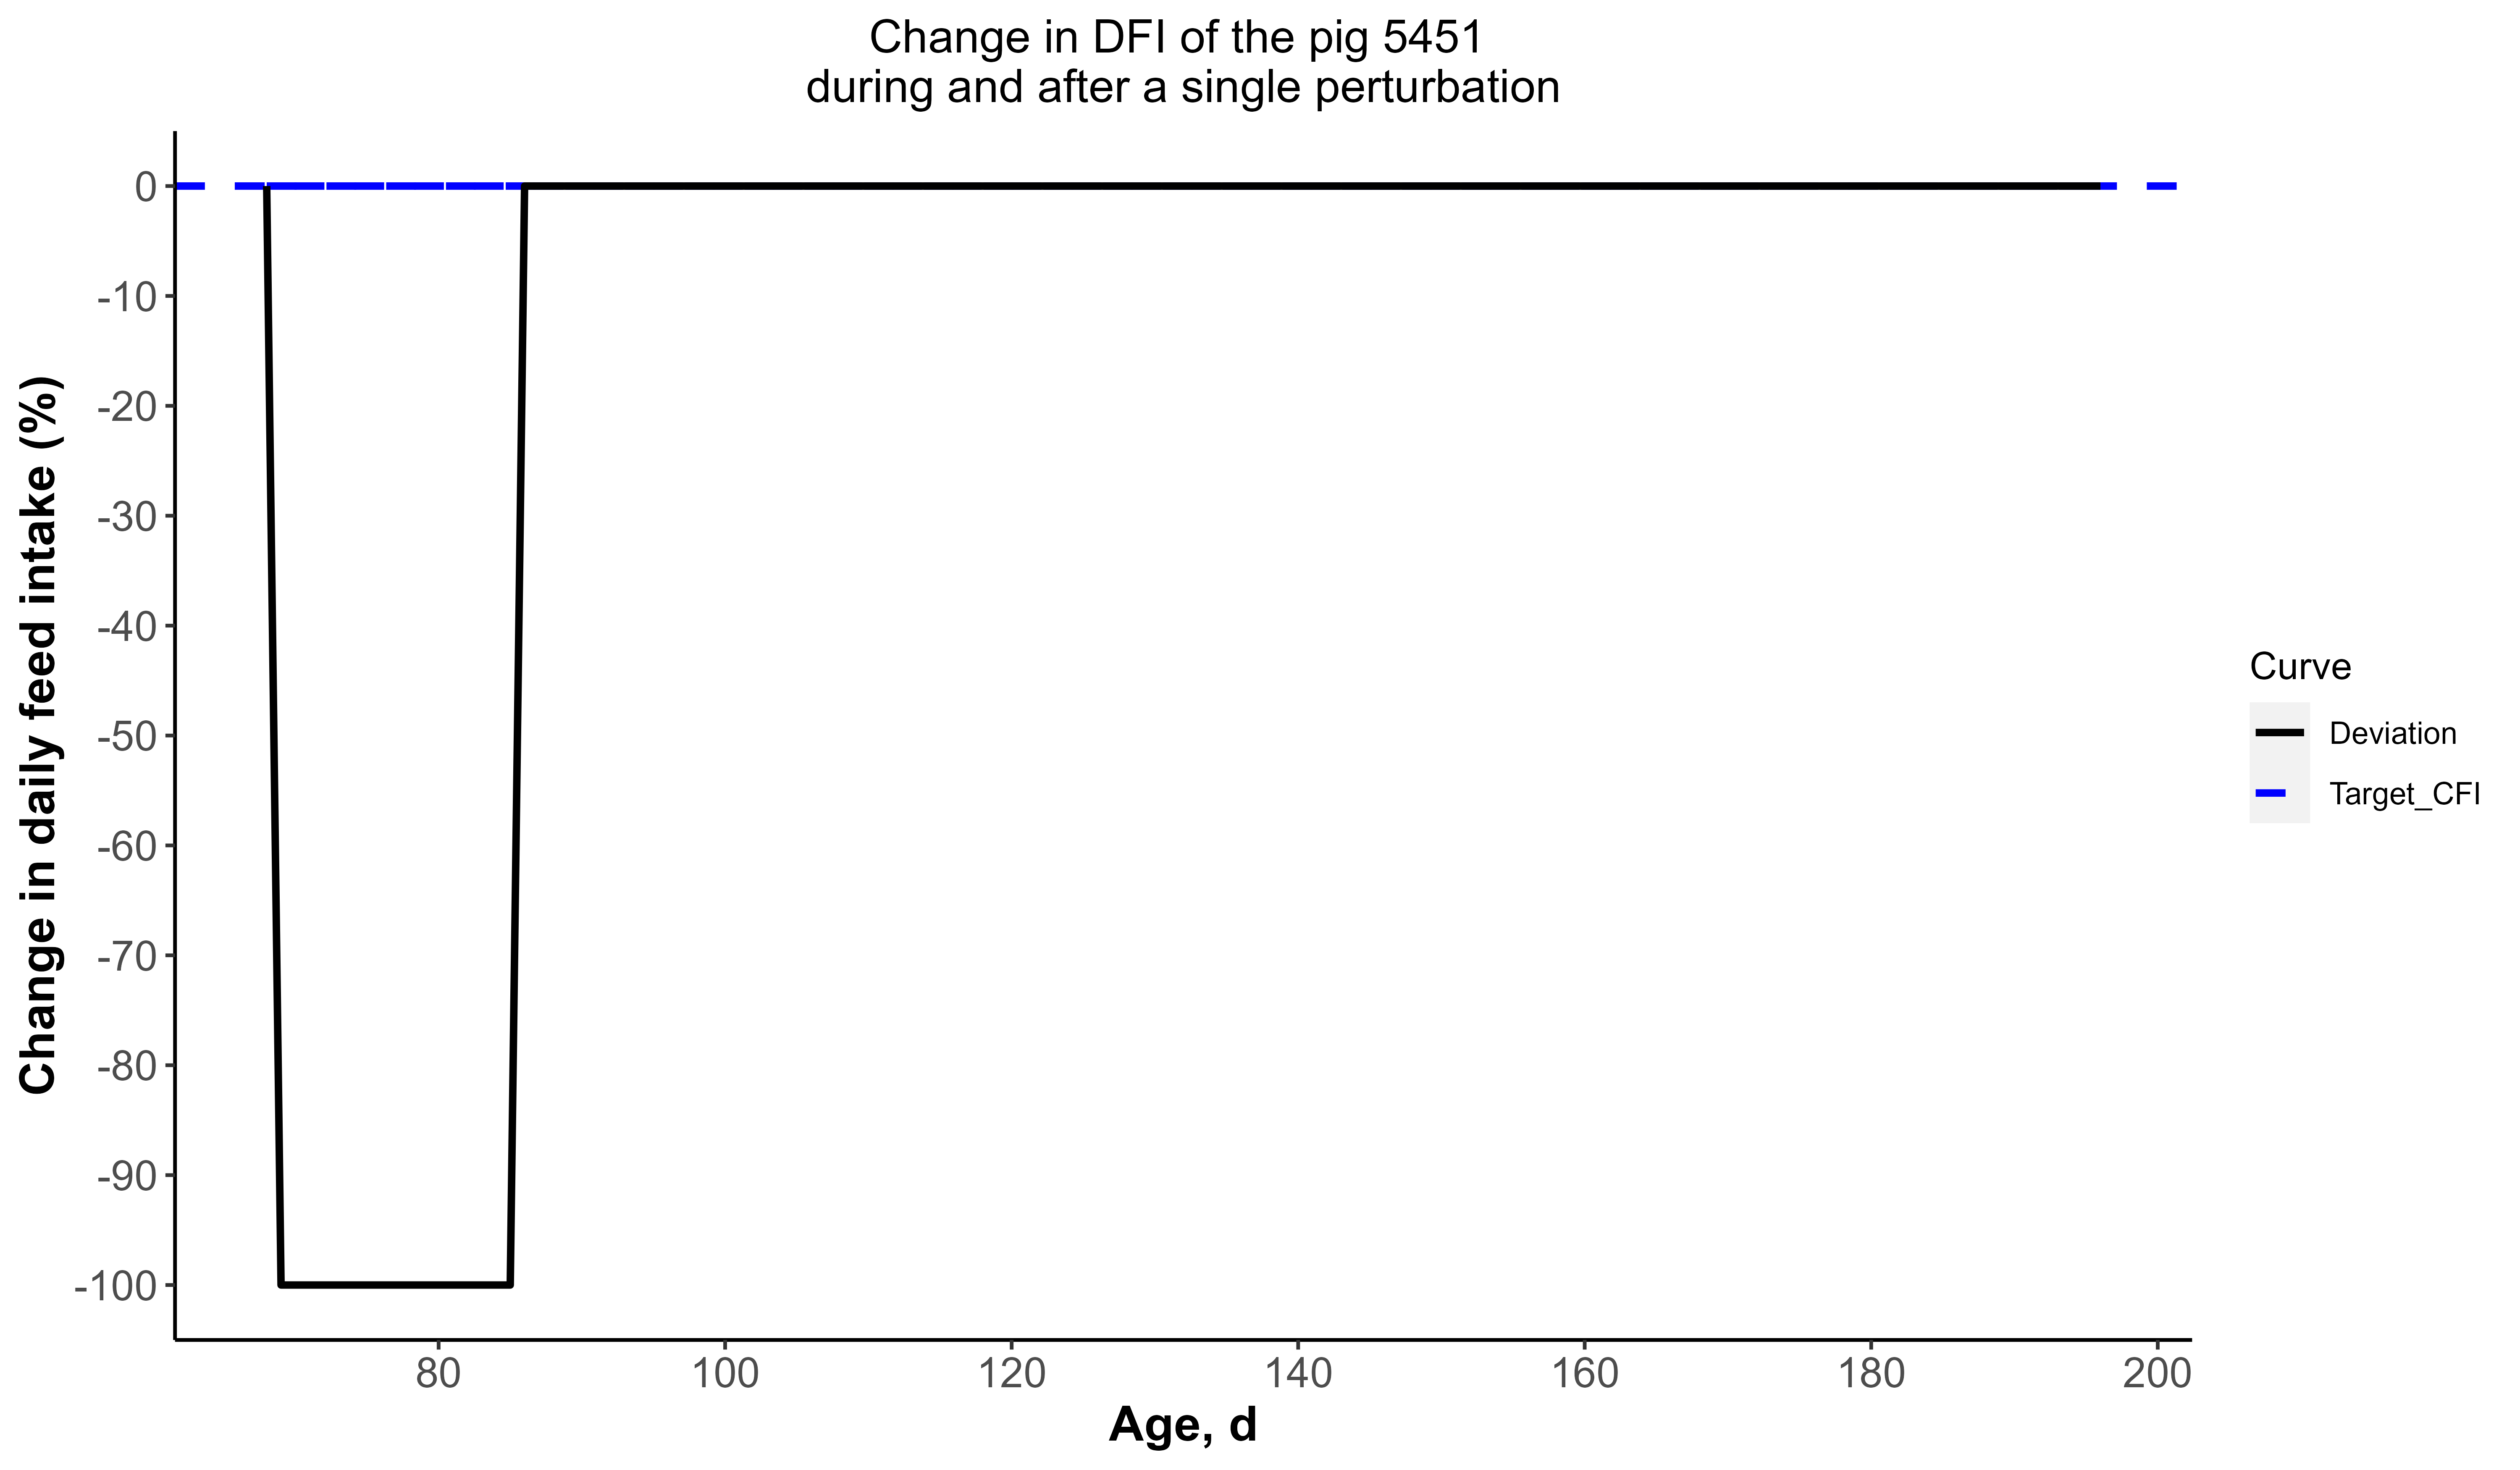 Change in DFI of the pig 5451
during and after a single perturbation
Change in daily feed intake (%)
0
-10
-20
-30
-40
-50
-60
-70
-80
-90
-100
80
100
120
140
160
180
200
Age, d
Curve
Deviation
Target_CFI